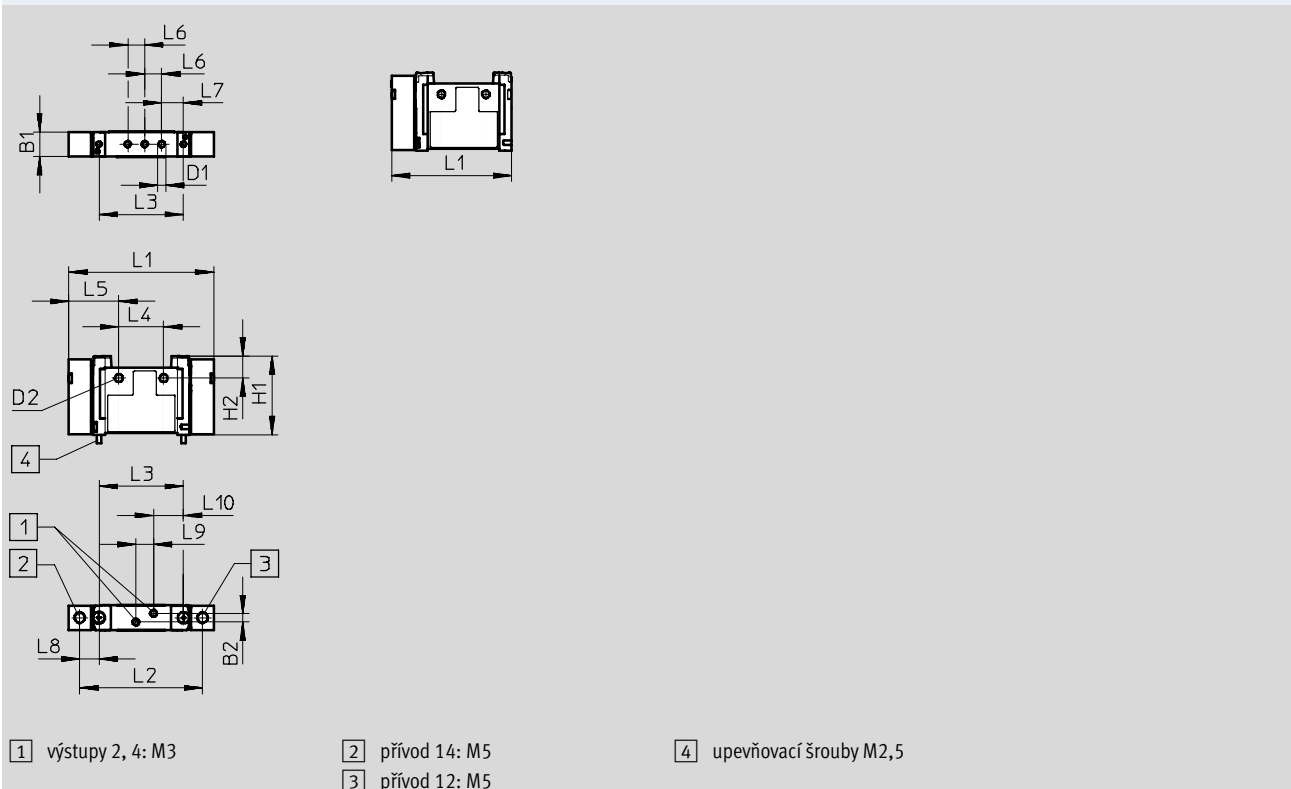 L6
L6
L7
B1
D1
L3
L1
L1
L5
L4
D2
H2
H1
4
L3
L10
1
L9
2
3
L8
B2
L2
1 výstupy 2, 4: M3
2 přívod 14: M5
3 přívod 12: M5
4 upevňovací šrouby M2,5